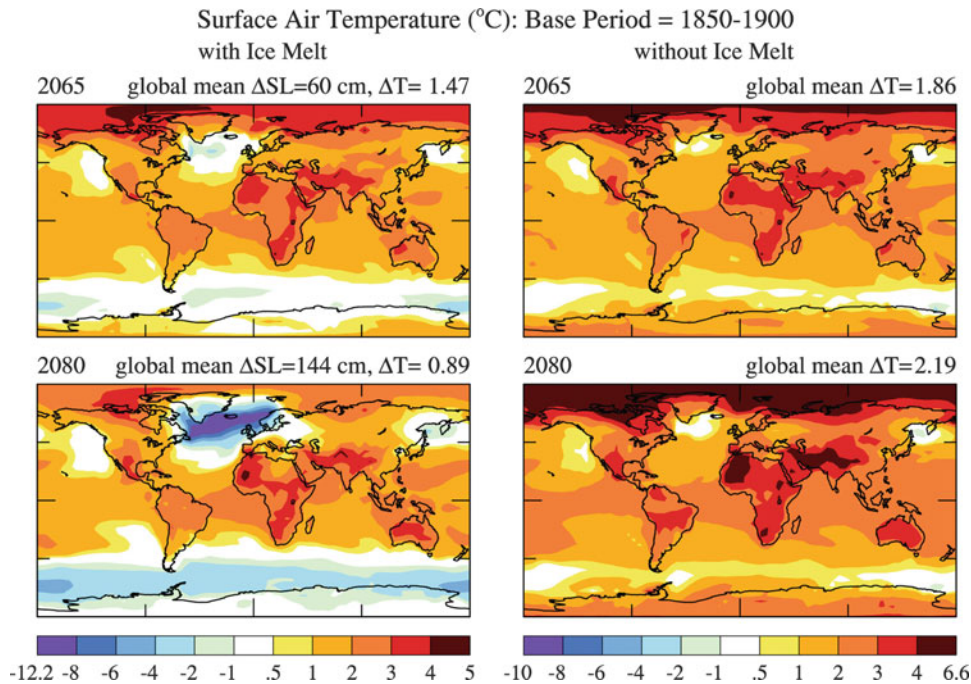 Surface Air Temperature (°C): Base Period = 1850-1900
with Ice Melt
without Ice Melt
2065 global mean ΔSL=60 cm, ΔT= 1.47
2065 global mean ΔT=1.86
2080 global mean ΔSL=144 cm, ΔT= 0.89
2080 global mean ΔT=2.19
-12.2 -8 -6 -4 -2 -1 .5 1 2 3 4 5
-10 -8 -6 -4 -2 -1 .5 1 2 3 4 6.6